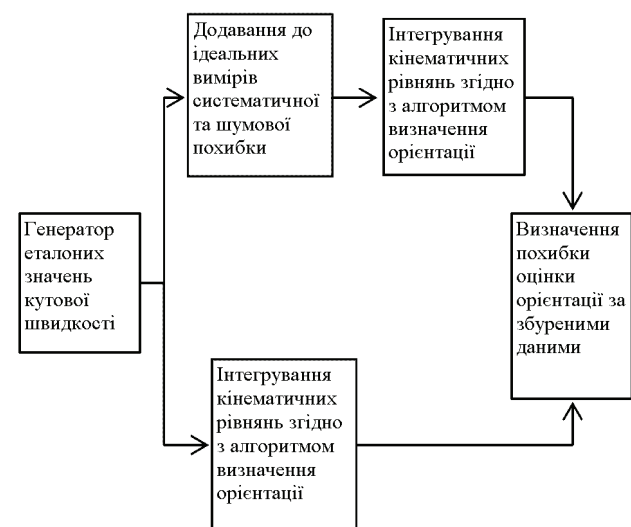 Додавання до
ідеальних
вимірів
систематичної
та шумової
похибки
Інтегрування
кінематичних
рівнянь згідно
з алгоритмом
визначення
орієнтації
Генератор
еталоних
значень
кутової
швидкості
Визначення
похибки
оцінки
орієнтації за
збуреними
даними
Інтегрування
кінематичних
рівнянь згідно
з алгоритмом
визначення
орієнтації